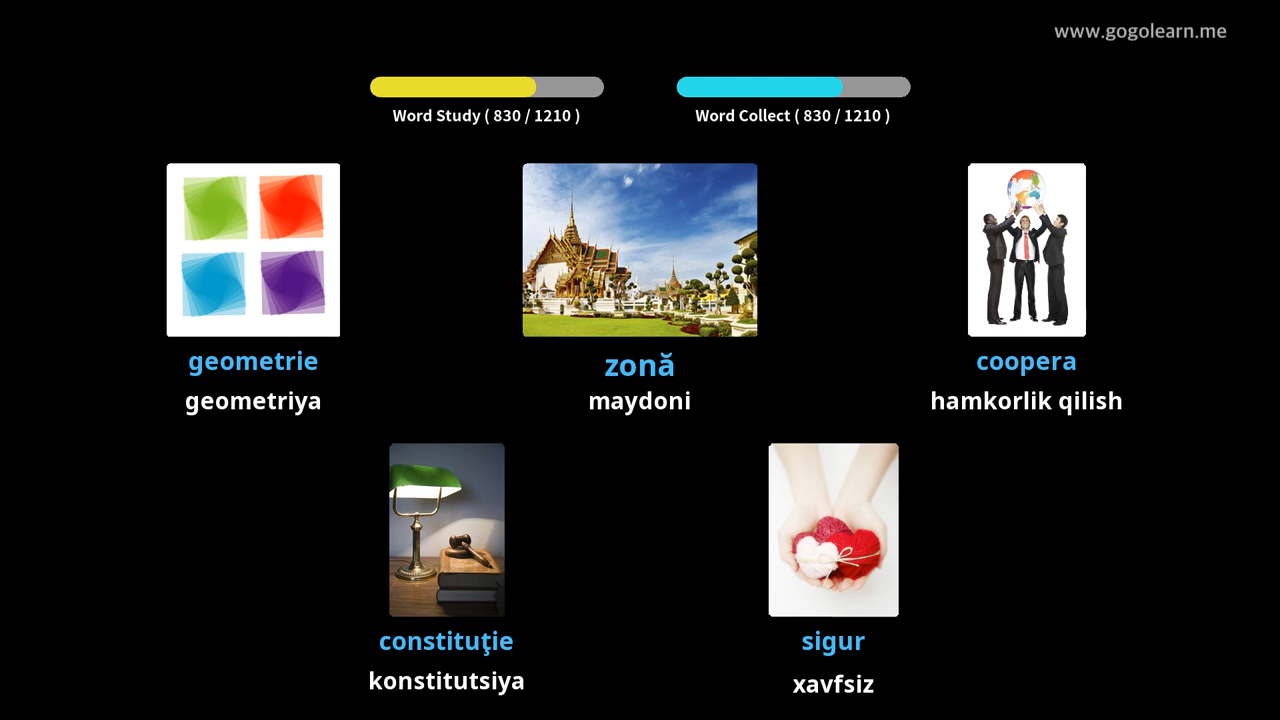 www.gogolearn.me
Word Study ( 830 / 1210 )
Word Collect ( 830 / 1210 )
geometrie
zonă
coopera
geometriya
maydoni
hamkorlik qilish
constituţie
sigur
konstitutsiya
xavfsiz